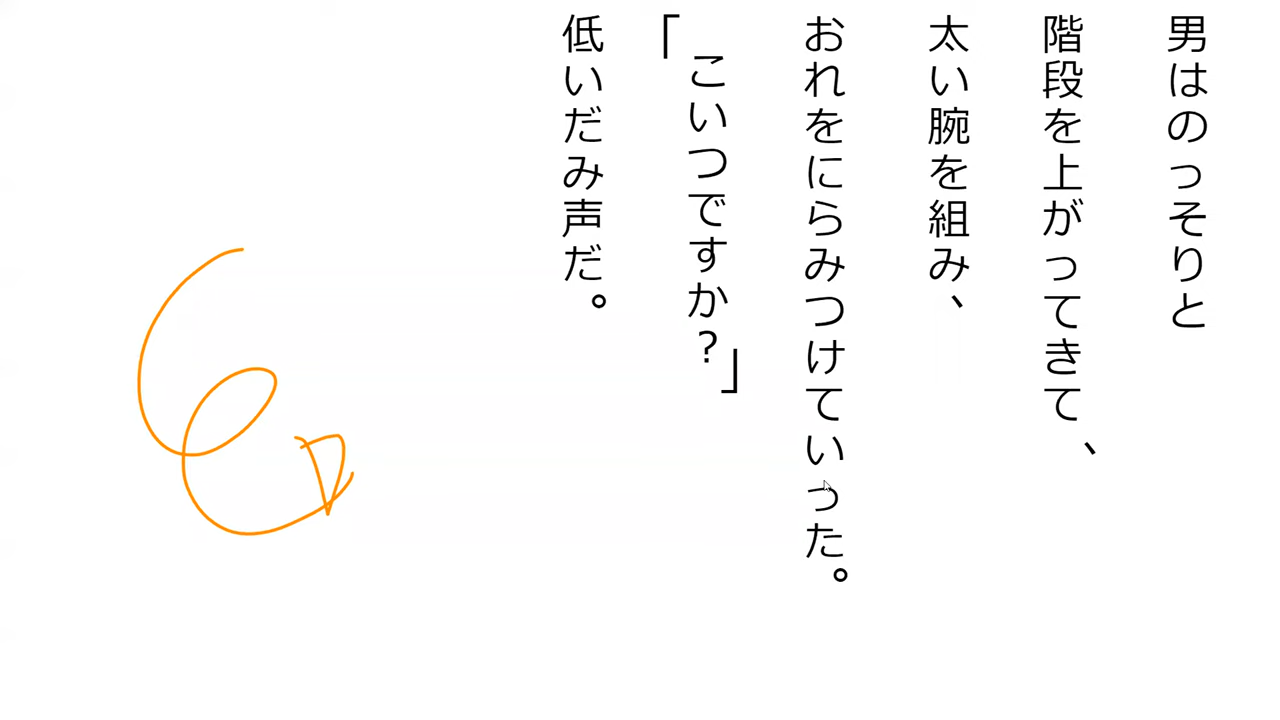 男はのっそりと
階段を上がってきて、
太い腕を組み、
おれをにらみつけていった。
「こいつですか？」
低いだみ声だ。